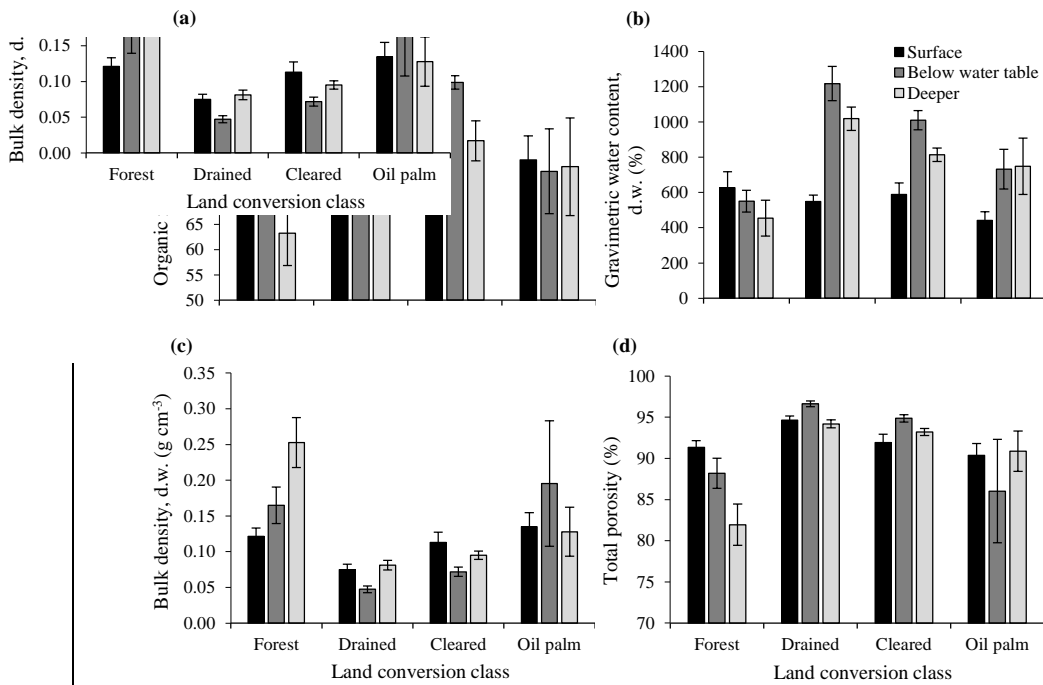 (a)
Bulk density, d.
0.15
0.10
0.05
0.00
Forest Drained Cleared Oil palm
Land conversion class
Organic
65
60
55
50
(b)
Gravimetric water content,
d.w. (%)
1400
1200
1000
800
600
400
200
0
Surface
Below water table
Deeper
(c)
Bulk density, d.w. (g cm-3)
0.35
0.30
0.25
0.20
0.15
0.10
0.05
0.00
Forest Drained Cleared Oil palm
Land conversion class
(d)
Total porosity (%)
100
95
90
85
80
75
70
Forest Drained Cleared Oil palm
Land conversion class